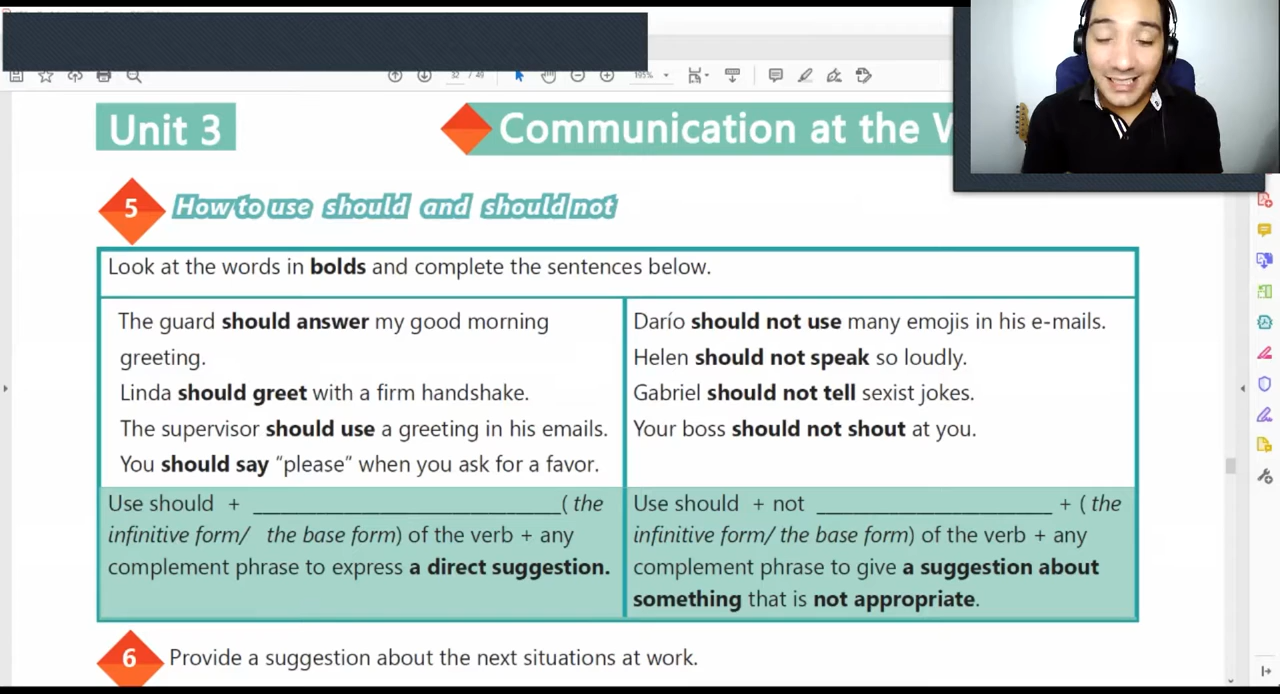 32 / 49
195%
Unit 3
Communication at the
5
How to use should and should not
Look at the words in bolds and complete the sentences below.
The guard should answer my good morning
greeting.
Linda should greet with a firm handshake.
The supervisor should use a greeting in his emails.
You should say “please” when you ask for a favor.
Darío should not use many emojis in his e-mails.
Helen should not speak so loudly.
Gabriel should not tell sexist jokes.
Your boss should not shout at you.
Use should + ______________________________( the
infinitive form/ the base form) of the verb + any
complement phrase to express a direct suggestion.
Use should + not _______________________ + ( the
infinitive form/ the base form) of the verb + any
complement phrase to give a suggestion about
something that is not appropriate.
6
Provide a suggestion about the next situations at work.